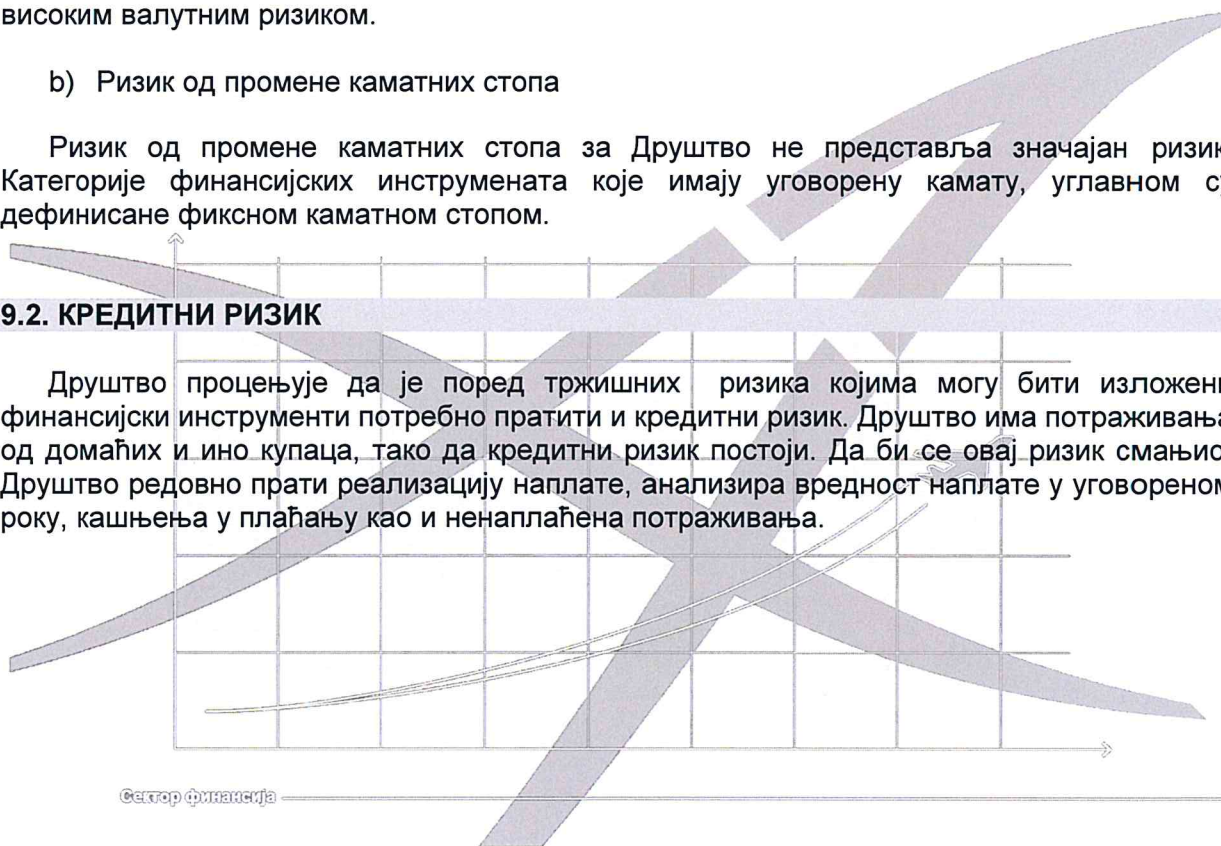 високим валутним ризиком.
b) Ризик од промене каматних стопа
Ризик од промене каматних стопа за Друштво не представља значајан ризик
Категорије финансијских инструмената које имају уговорену камату, углавном су
дефинисане фиксном каматном стопом.
9.2. КРЕДИТНИ РИЗИК
Друштво процењује да је поред тржишних ризика којима могу бити изложени
финансијски инструменти потребно пратити и кредитни ризик. Друштво има потраживања
од домаћих и ино купаца, тако да кредитни ризик постоји. Да би се овај ризик смањио
Друштво редовно прати реализацију наплате, анализира вредност наплате у уговореном
року, кашњења у плаћању као и ненаплаћена потраживања.
Сектор финансија